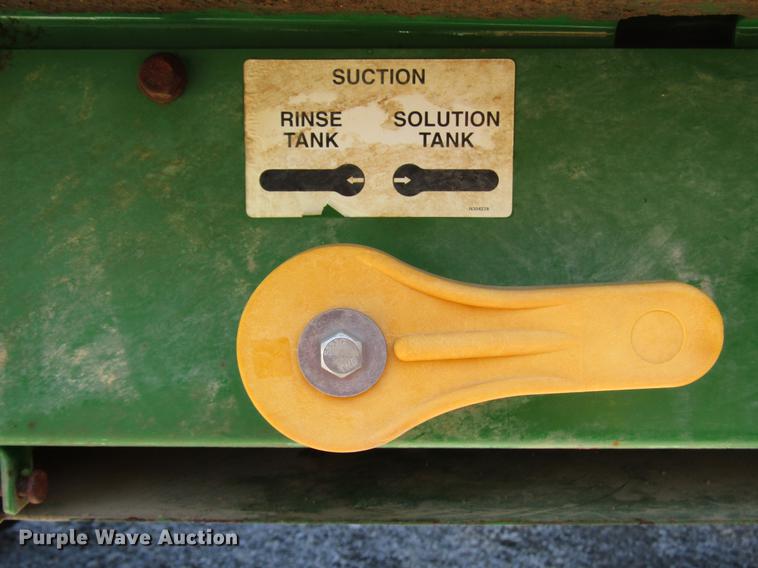 SUCTION
RINSE SOLUTION
TANK TANK
Purple Wave Auction